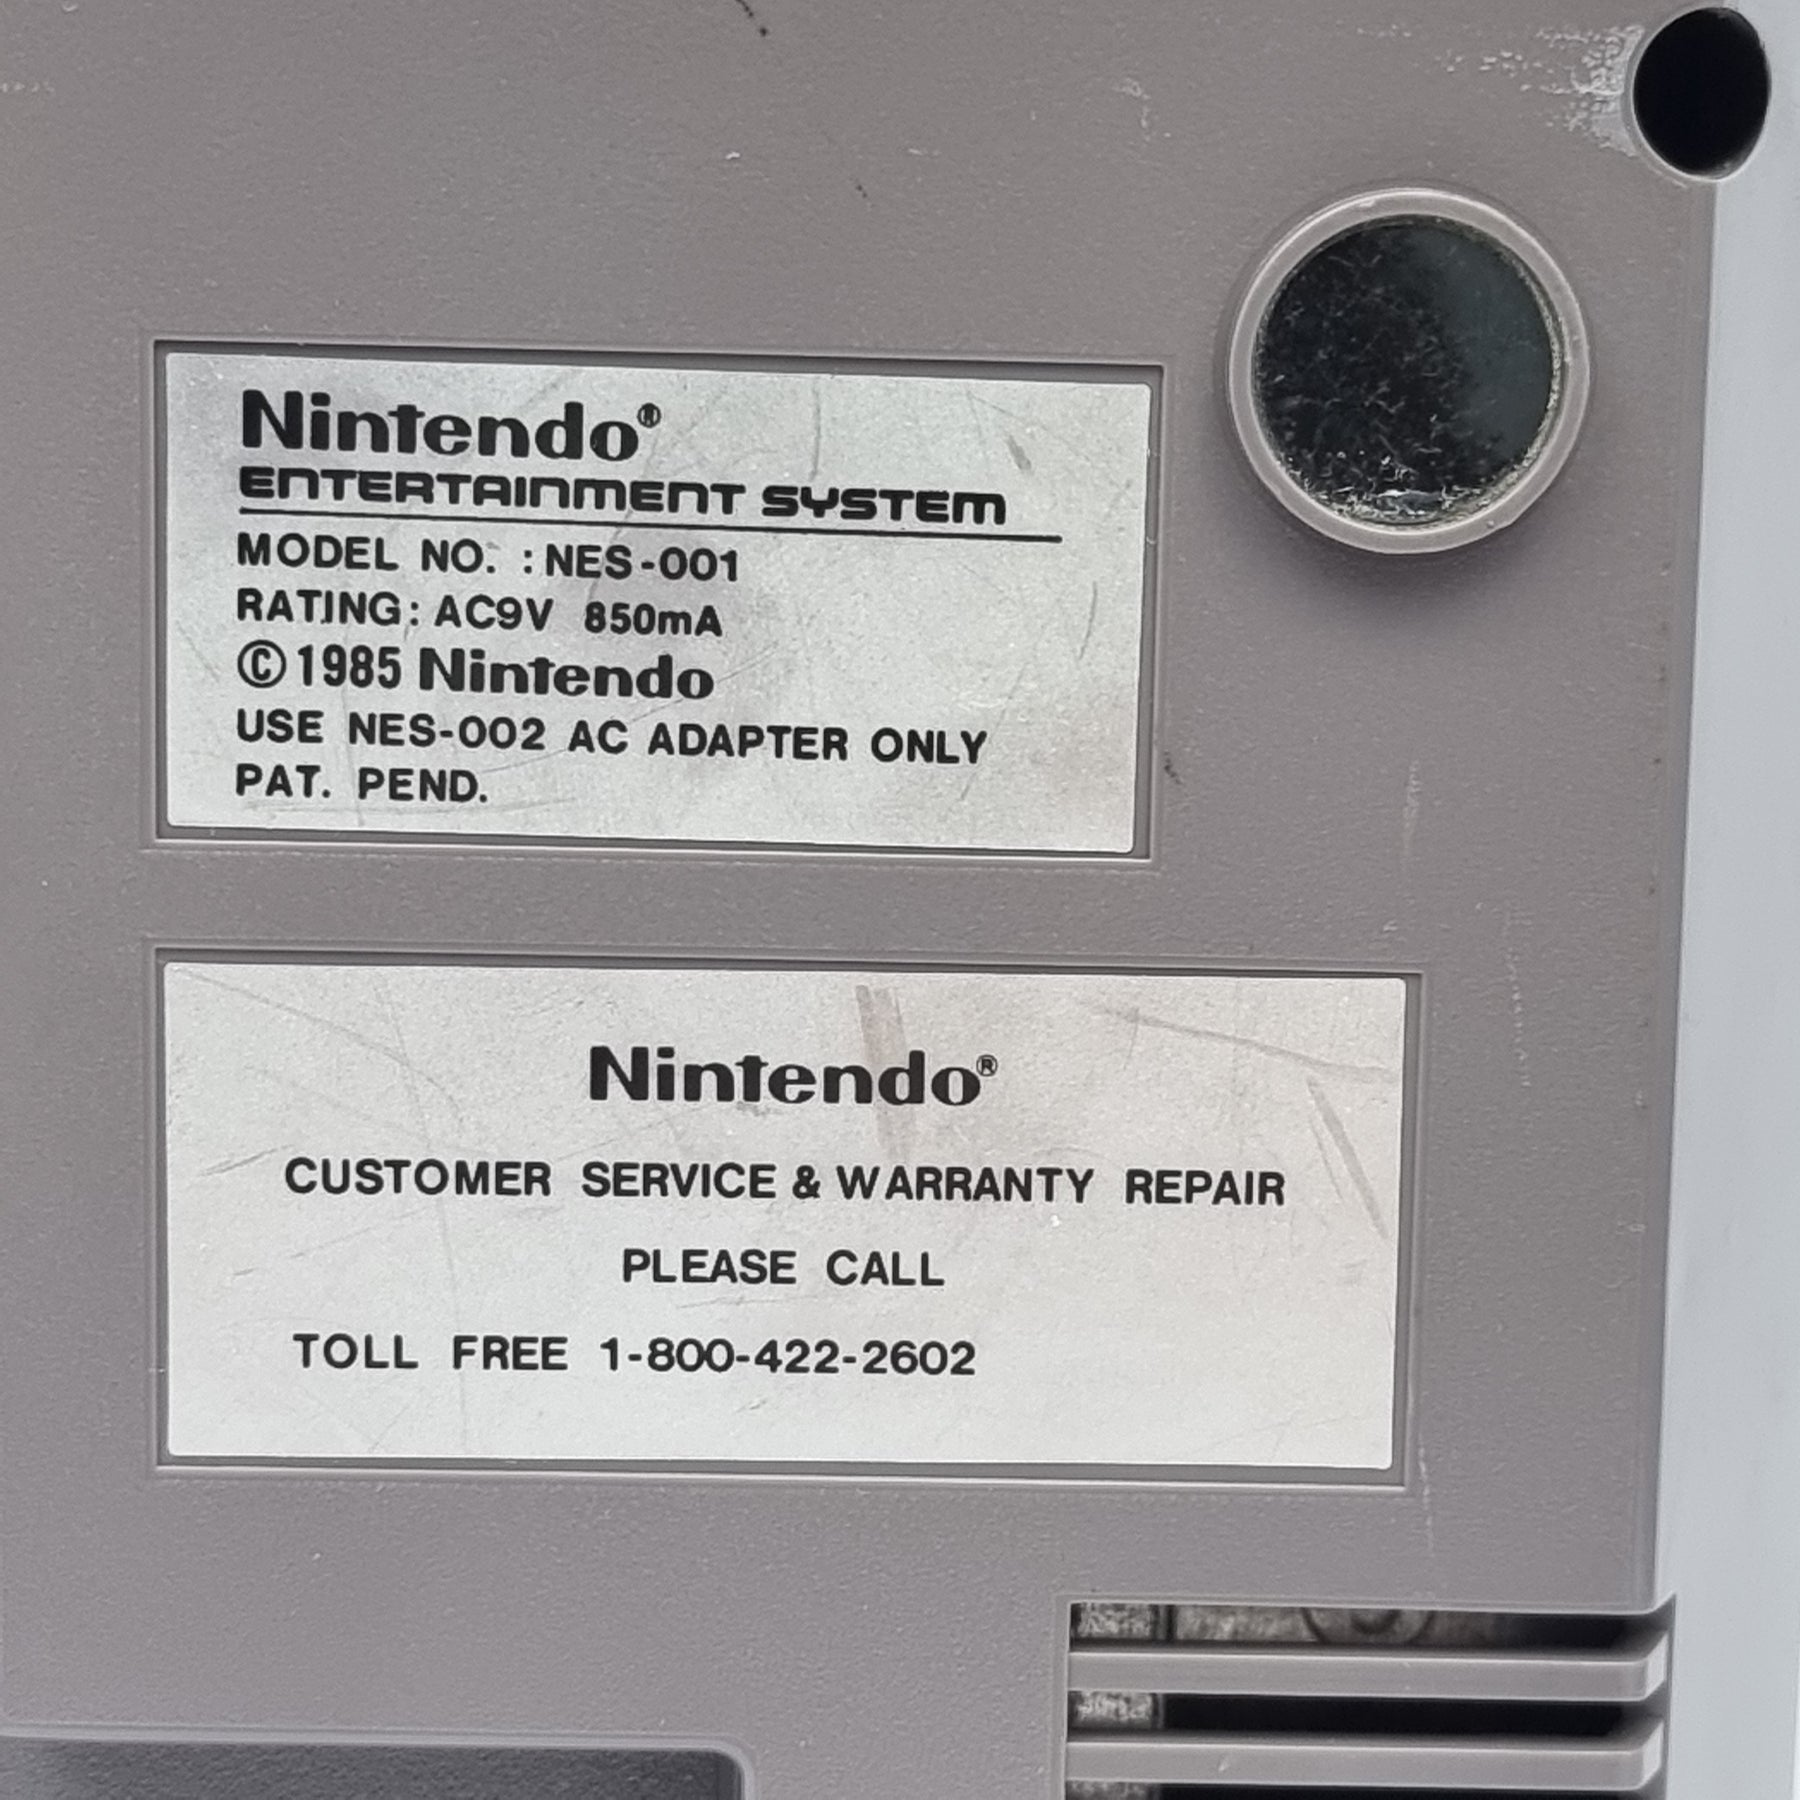 Nintendo®
ENTERTAINMENT SYSTEM
MODEL NO. : NES-001
RATING: AC9V 850mA
©1985 Nintendo
USE NES-002 AC ADAPTER ONLY
PAT. PEND.
Nintendo®
CUSTOMER SERVICE & WARRANTY REPAIR
PLEASE CALL
TOLL FREE 1-800-422-2602